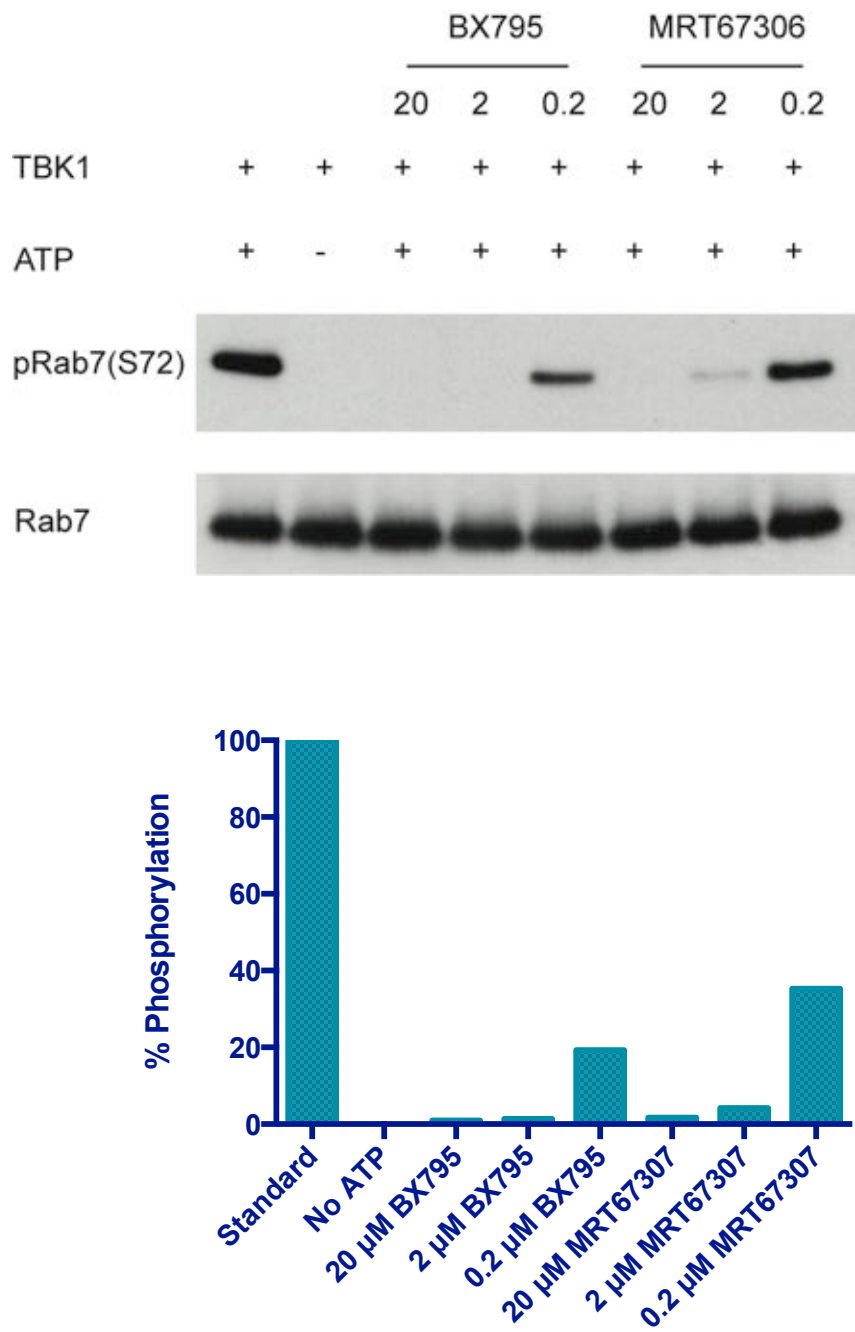 BX795 MRT67306
20 2 0.2 20 2 0.2
TBK1 + + + + + + + +
ATP + - + + + + + +
pRab7(S72)
Rab7
% Phosphorylation
100
80
60
40
20
0
Standard
No ATP
20 µM BX795
2 µM BX795
0.2 µM BX795
20 µM MRT67307
2 µM MRT67307
0.2 µM MRT67307